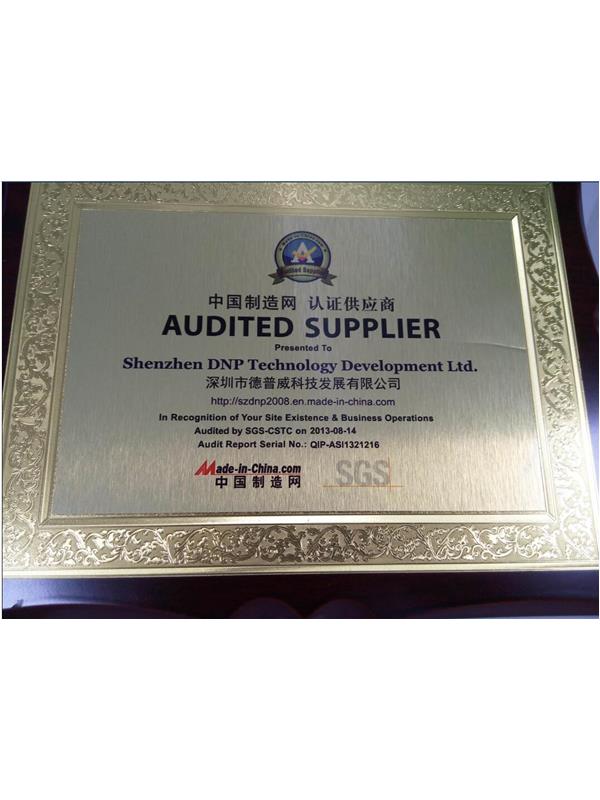 Audited Supplier
中国制造网 认证供应商
AUDITED SUPPLIER
Presented To
Shenzhen DNP Technology Development Ltd.
深圳市德普威科技发展有限公司
http://szdnp2008.en.made-in-china.com
In Recognition of Your Site Existence & Business Operations
Audited by SGS-CSTC on 2013-08-14
Audit Report Serial No.: QIP-ASI1321216
Made-in-China.com
中国制造网
SGS